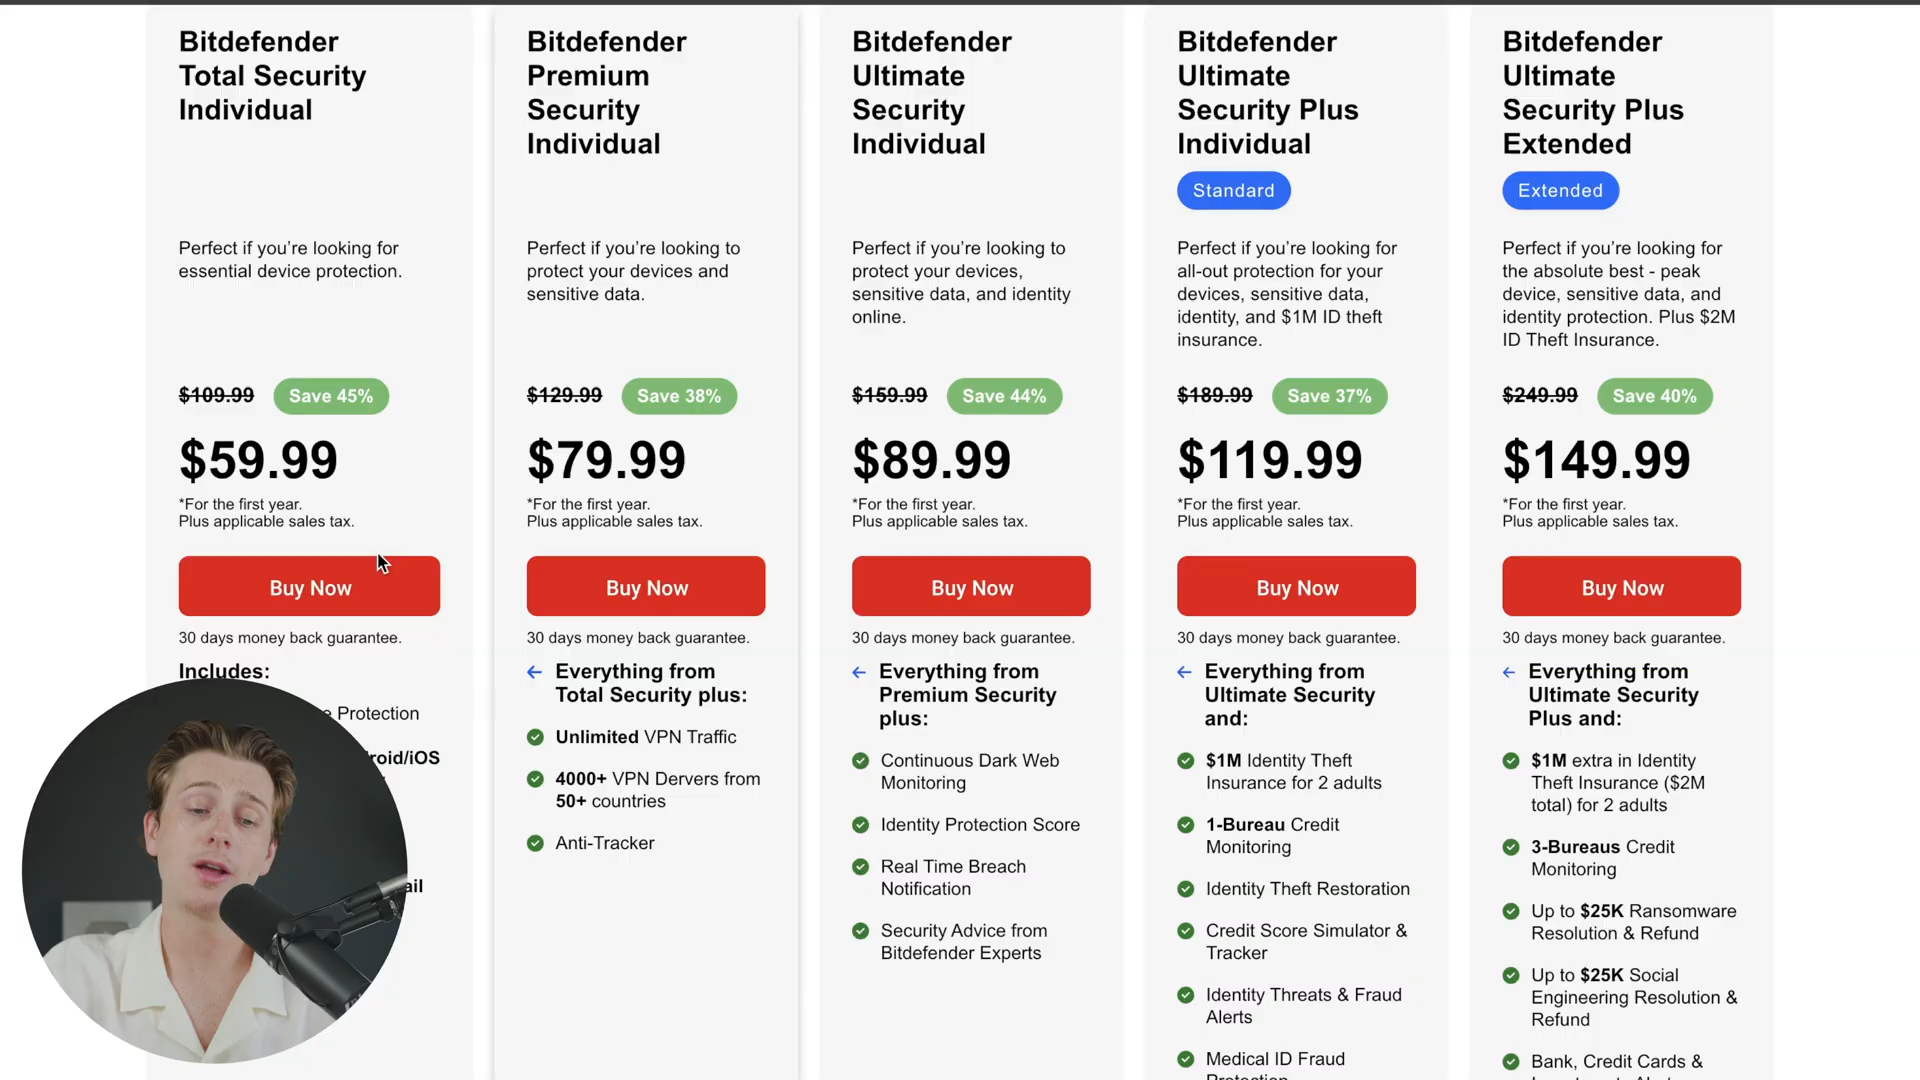 Bitdefender
Total Security
Individual
Perfect if you're looking for
essential device protection.
$109.99 Save 45%
$59.99
*For the first year.
Plus applicable sales tax.
Buy Now
30 days money back guarantee.
Includes:
Protection
roid/iOS
ail
Bitdefender
Premium
Security
Individual
Perfect if you're looking to
protect your devices and
sensitive data.
$129.99 Save 38%
$79.99
*For the first year.
Plus applicable sales tax.
Buy Now
30 days money back guarantee.
Everything from
Total Security plus:
Unlimited VPN Traffic
4000+ VPN Dervers from
50+ countries
Anti-Tracker
Bitdefender
Ultimate
Security
Individual
Perfect if you're looking to
protect your devices,
sensitive data, and identity
online.
$159.99 Save 44%
$89.99
*For the first year.
Plus applicable sales tax.
Buy Now
30 days money back guarantee.
Everything from
Premium Security
plus:
Continuous Dark Web
Monitoring
Identity Protection Score
Real Time Breach
Notification
Security Advice from
Bitdefender Experts
Bitdefender
Ultimate
Security Plus
Individual
Standard
Perfect if you're looking for
all-out protection for your
devices, sensitive data,
identity, and $1M ID theft
insurance.
$189.99 Save 37%
$119.99
*For the first year.
Plus applicable sales tax.
Buy Now
30 days money back guarantee.
Everything from
Ultimate Security
and:
$1M Identity Theft
Insurance for 2 adults
1-Bureau Credit
Monitoring
Identity Theft Restoration
Credit Score Simulator &
Tracker
Identity Threats & Fraud
Alerts
Medical ID Fraud
Protection
Bitdefender
Ultimate
Security Plus
Extended
Extended
Perfect if you're looking for
the absolute best - peak
device, sensitive data, and
identity protection. Plus $2M
ID Theft Insurance.
$249.99 Save 40%
$149.99
*For the first year.
Plus applicable sales tax.
Buy Now
30 days money back guarantee.
Everything from
Ultimate Security
Plus and:
$1M extra in Identity
Theft Insurance ($2M
total) for 2 adults
3-Bureaus Credit
Monitoring
Up to $25K Ransomware
Resolution & Refund
Up to $25K Social
Engineering Resolution &
Refund
Bank, Credit Cards &